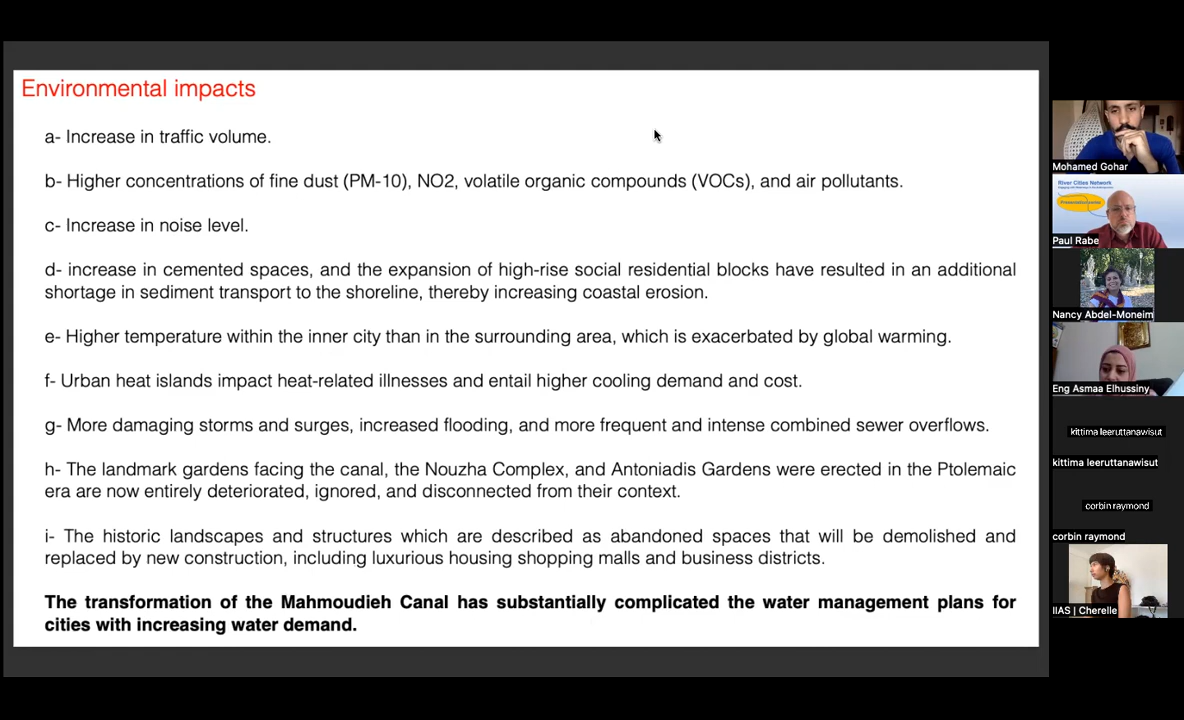 Environmental impacts
a- Increase in traffic volume.
b- Higher concentrations of fine dust (PM-10), NO2, volatile organic compounds (VOCs), and air pollutants.
c- Increase in noise level.
d- increase in cemented spaces, and the expansion of high-rise social residential blocks have resulted in an additional
shortage in sediment transport to the shoreline, thereby increasing coastal erosion.
e- Higher temperature within the inner city than in the surrounding area, which is exacerbated by global warming.
f- Urban heat islands impact heat-related illnesses and entail higher cooling demand and cost.
g- More damaging storms and surges, increased flooding, and more frequent and intense combined sewer overflows.
h- The landmark gardens facing the canal, the Nouzha Complex, and Antoniadis Gardens were erected in the Ptolemaic
era are now entirely deteriorated, ignored, and disconnected from their context.
i- The historic landscapes and structures which are described as abandoned spaces that will be demolished and
replaced by new construction, including luxurious housing shopping malls and business districts.
The transformation of the Mahmoudieh Canal has substantially complicated the water management plans for
cities with increasing water demand.
Mohamed Gohar
River Cities Network
Paul Rabe
Nancy Abdel-Moneim
Eng Asmaa Elhussiny
kittima leeruttanawisut
kittima leeruttanawisut
corbin raymond
corbin raymond
IIAS | Cherelle